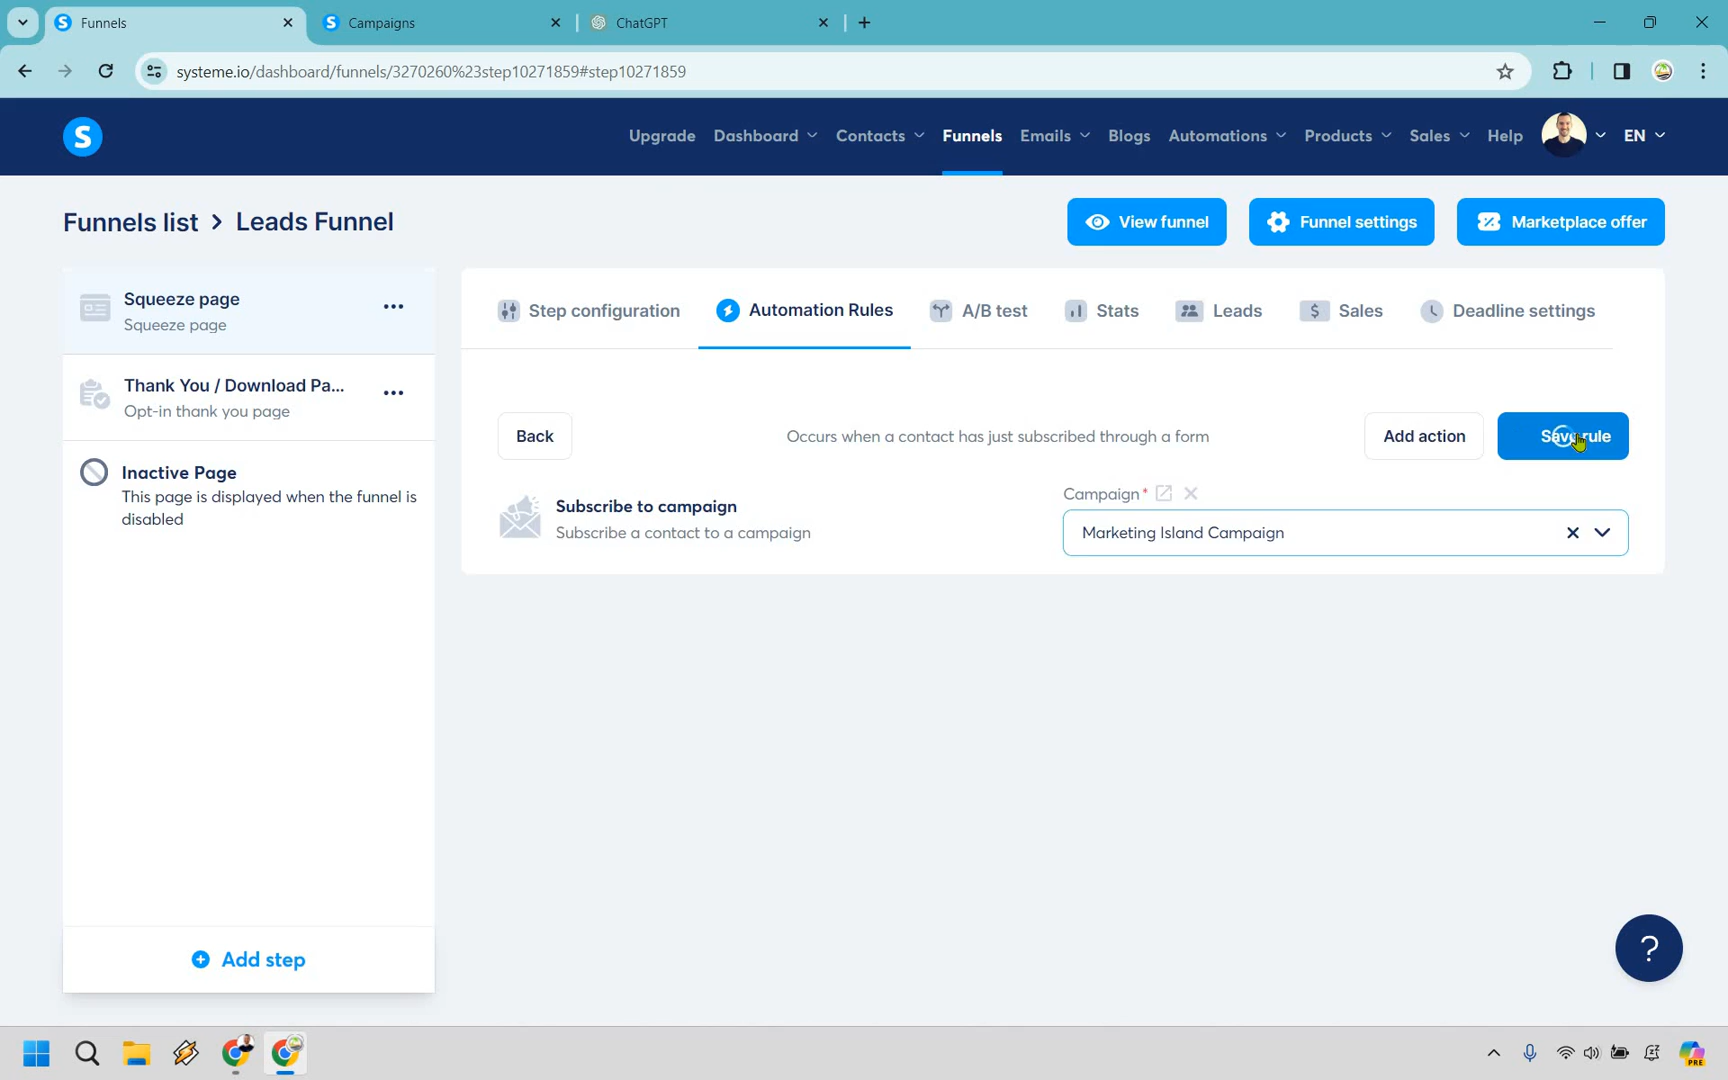 Funnels
Campaigns
ChatGPT
systeme.io/dashboard/funnels/3270260%23step10271859#step10271859
S
Upgrade
Dashboard
Contacts
Funnels
Emails
Blogs
Automations
Products
Sales
Help
EN
Funnels list > Leads Funnel
View funnel
Funnel settings
Marketplace offer
Squeeze page
Squeeze page
Thank You / Download Pa...
Opt-in thank you page
Inactive Page
This page is displayed when the funnel is
disabled
Add step
Step configuration
Automation Rules
A/B test
Stats
Leads
Sales
Deadline settings
Back
Occurs when a contact has just subscribed through a form
Add action
Save rule
Subscribe to campaign
Subscribe a contact to a campaign
Campaign *
Marketing Island Campaign
?
PRE